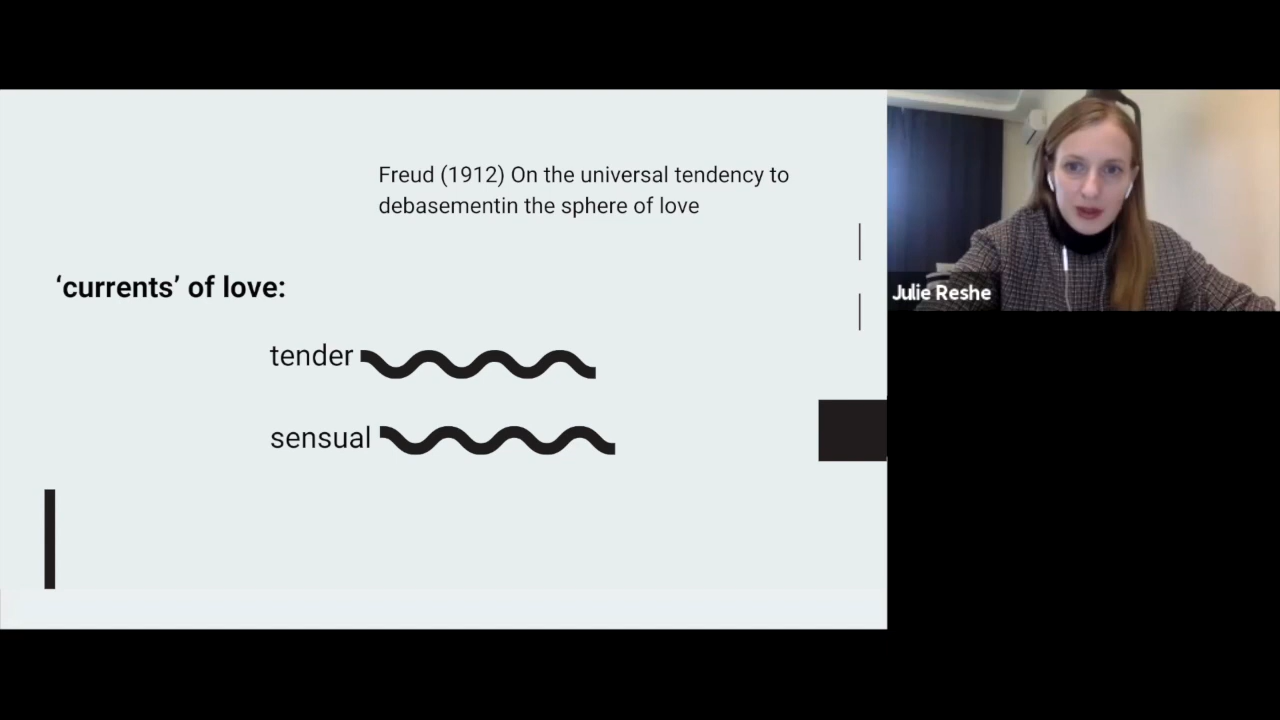 Freud (1912) On the universal tendency to
debasementin the sphere of love
‘currents’ of love:
tender
sensual
Julie Reshe